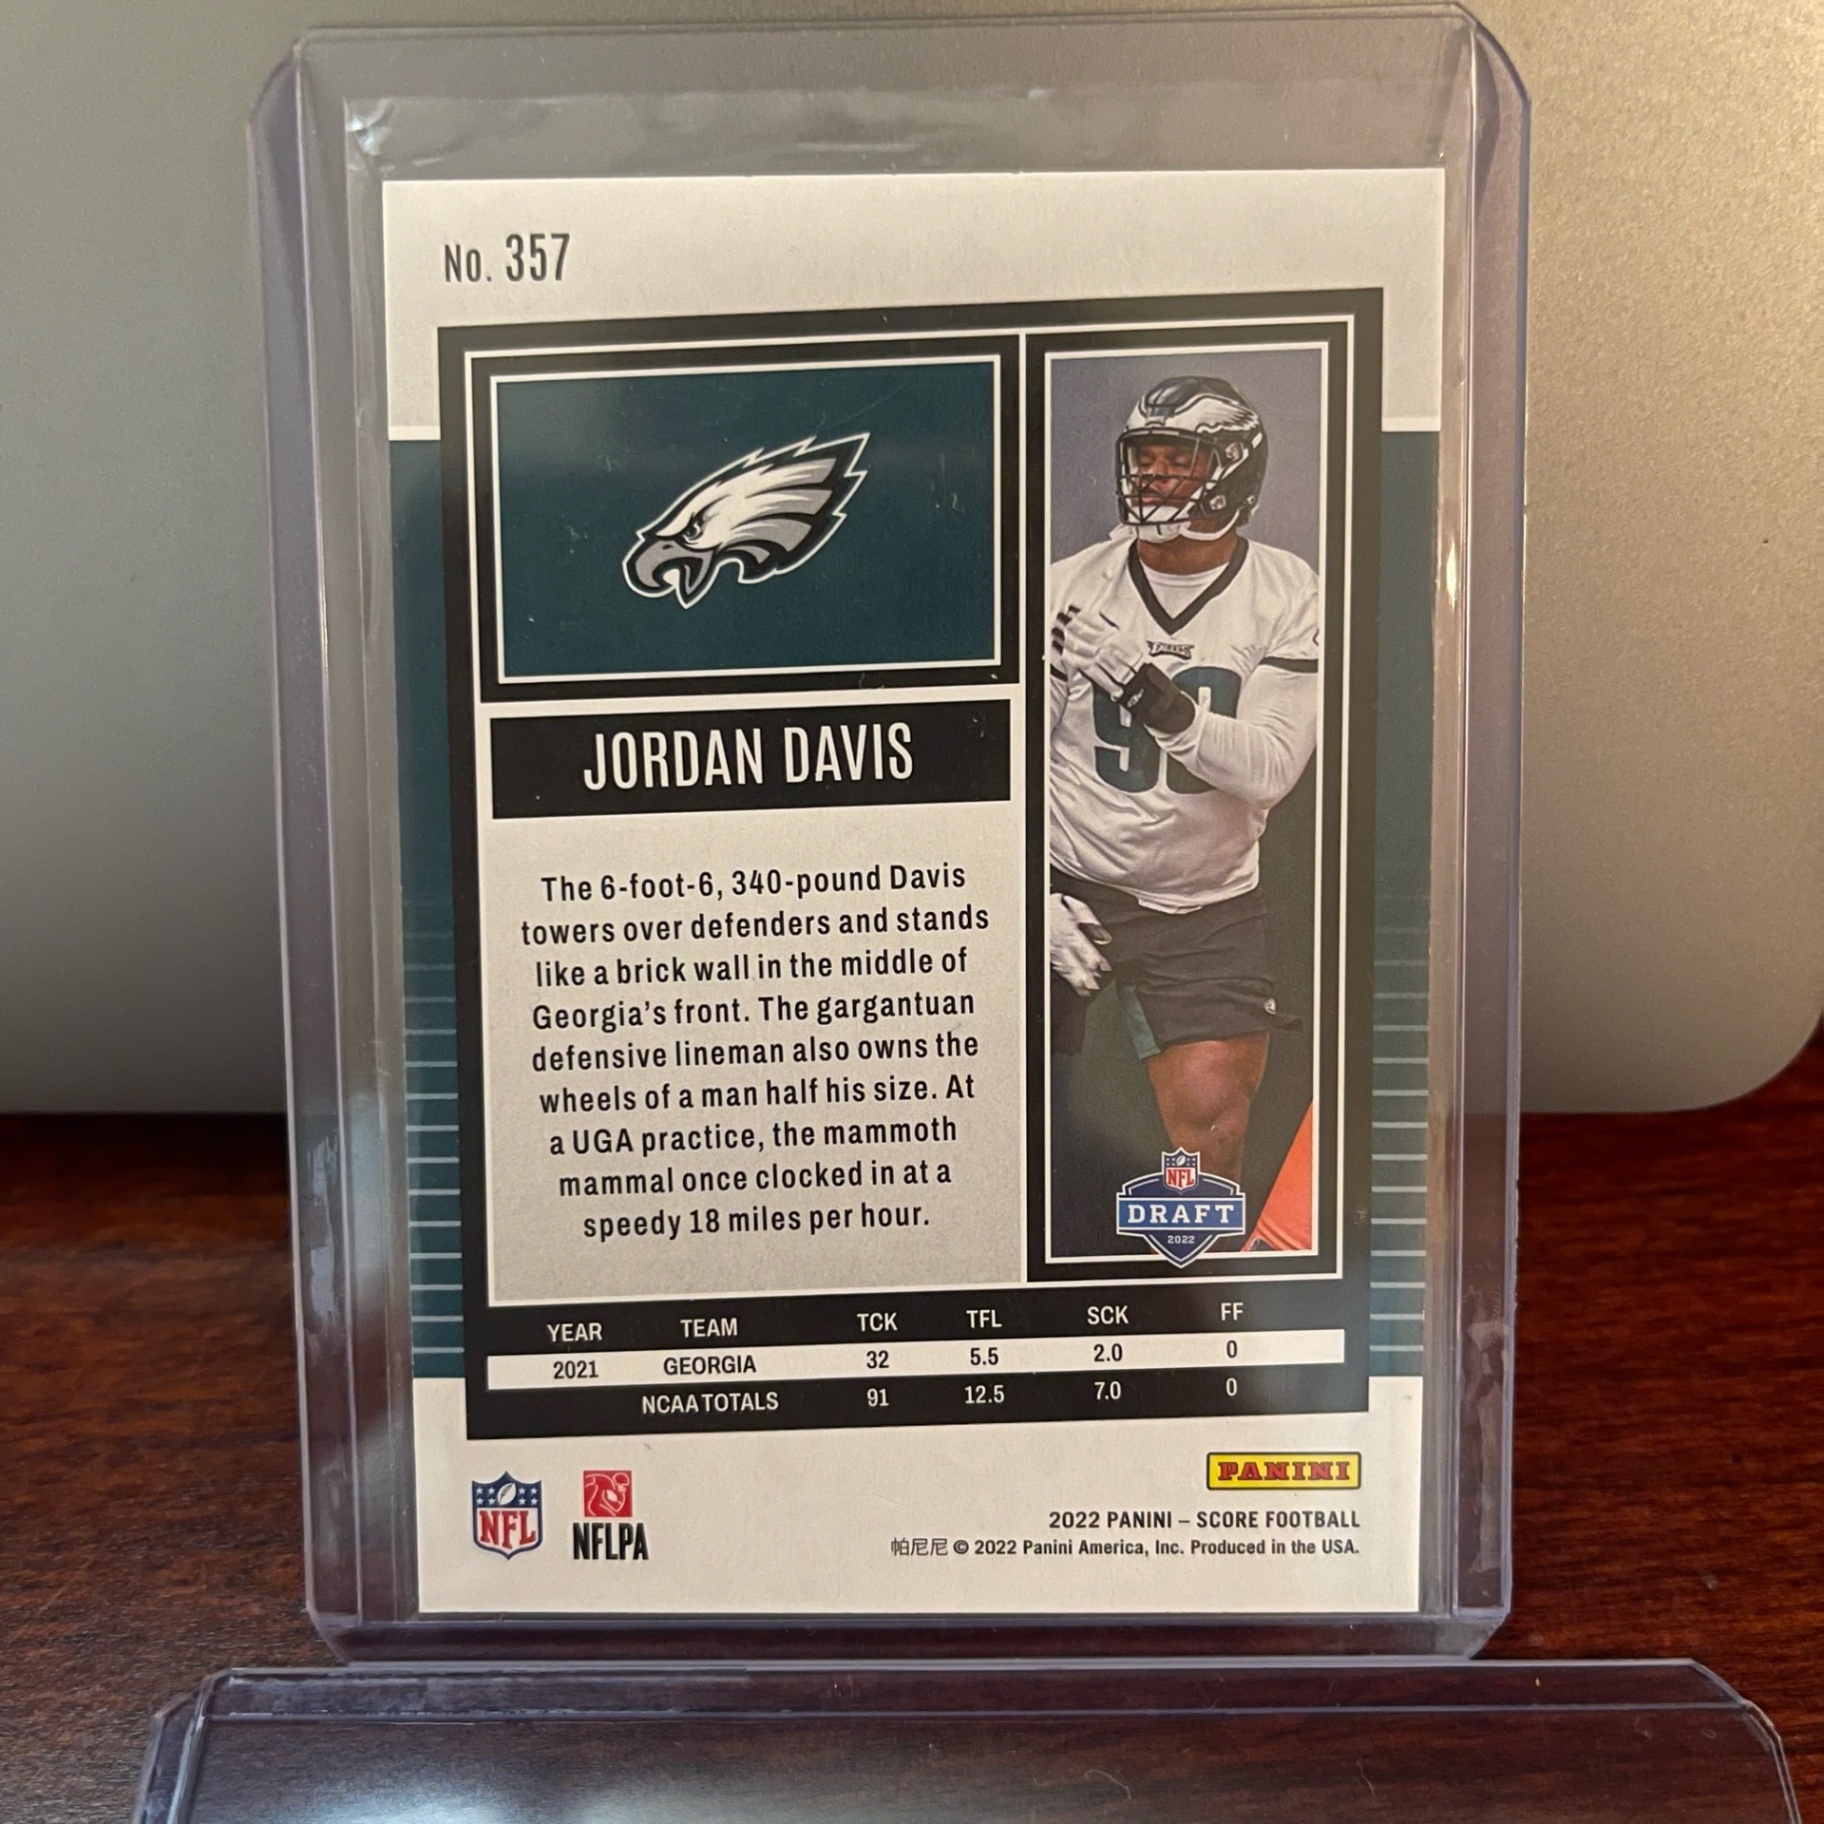 No. 357
JORDAN DAVIS
The 6-foot-6, 340-pound Davis
towers over defenders and stands
like a brick wall in the middle of
Georgia's front. The gargantuan
defensive lineman also owns the
wheels of a man half his size. At
a UGA practice, the mammoth
mammal once clocked in at a
speedy 18 miles per hour.
EAGLES
90
NFL
DRAFT
2022
YEAR TEAM TCK TFL SCK FF
2021 GEORGIA 32 5.5 2.0 0
NCAA TOTALS 91 12.5 7.0 0
NFL
NFLPA
PANINI
2022 PANINI – SCORE FOOTBALL
帕尼尼 © 2022 Panini America, Inc. Produced in the USA.